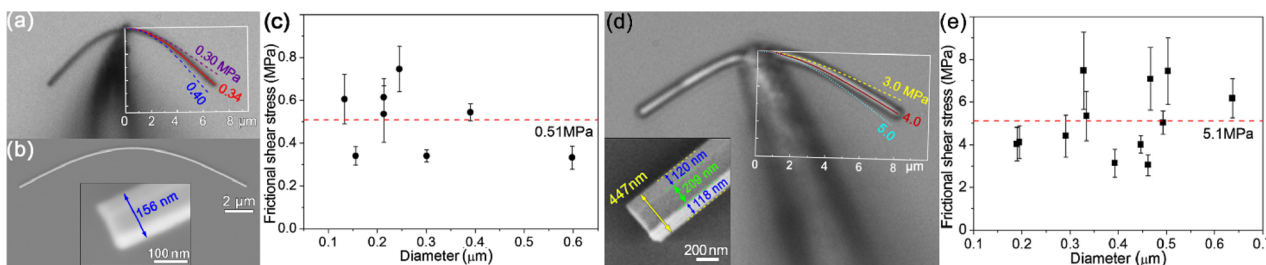 (a)
0.30 MPa
0.34
0.40
0 2 4 6 8 μm
(b)
156 nm
2 μm
100 nm
(c)
Frictional shear stress (MPa)
1.0
0.8
0.6
0.4
0.2
0.0
0.51MPa
0.1 0.2 0.3 0.4 0.5 0.6
Diameter (μm)
(d)
3.0 MPa
4.0
5.0
0 2 4 6 8 μm
447nm
120 nm
209 nm
118 nm
200 nm
(e)
Frictional shear stress (MPa)
10
8
6
4
2
0
5.1MPa
0.1 0.2 0.3 0.4 0.5 0.6 0.7
Diameter (μm)